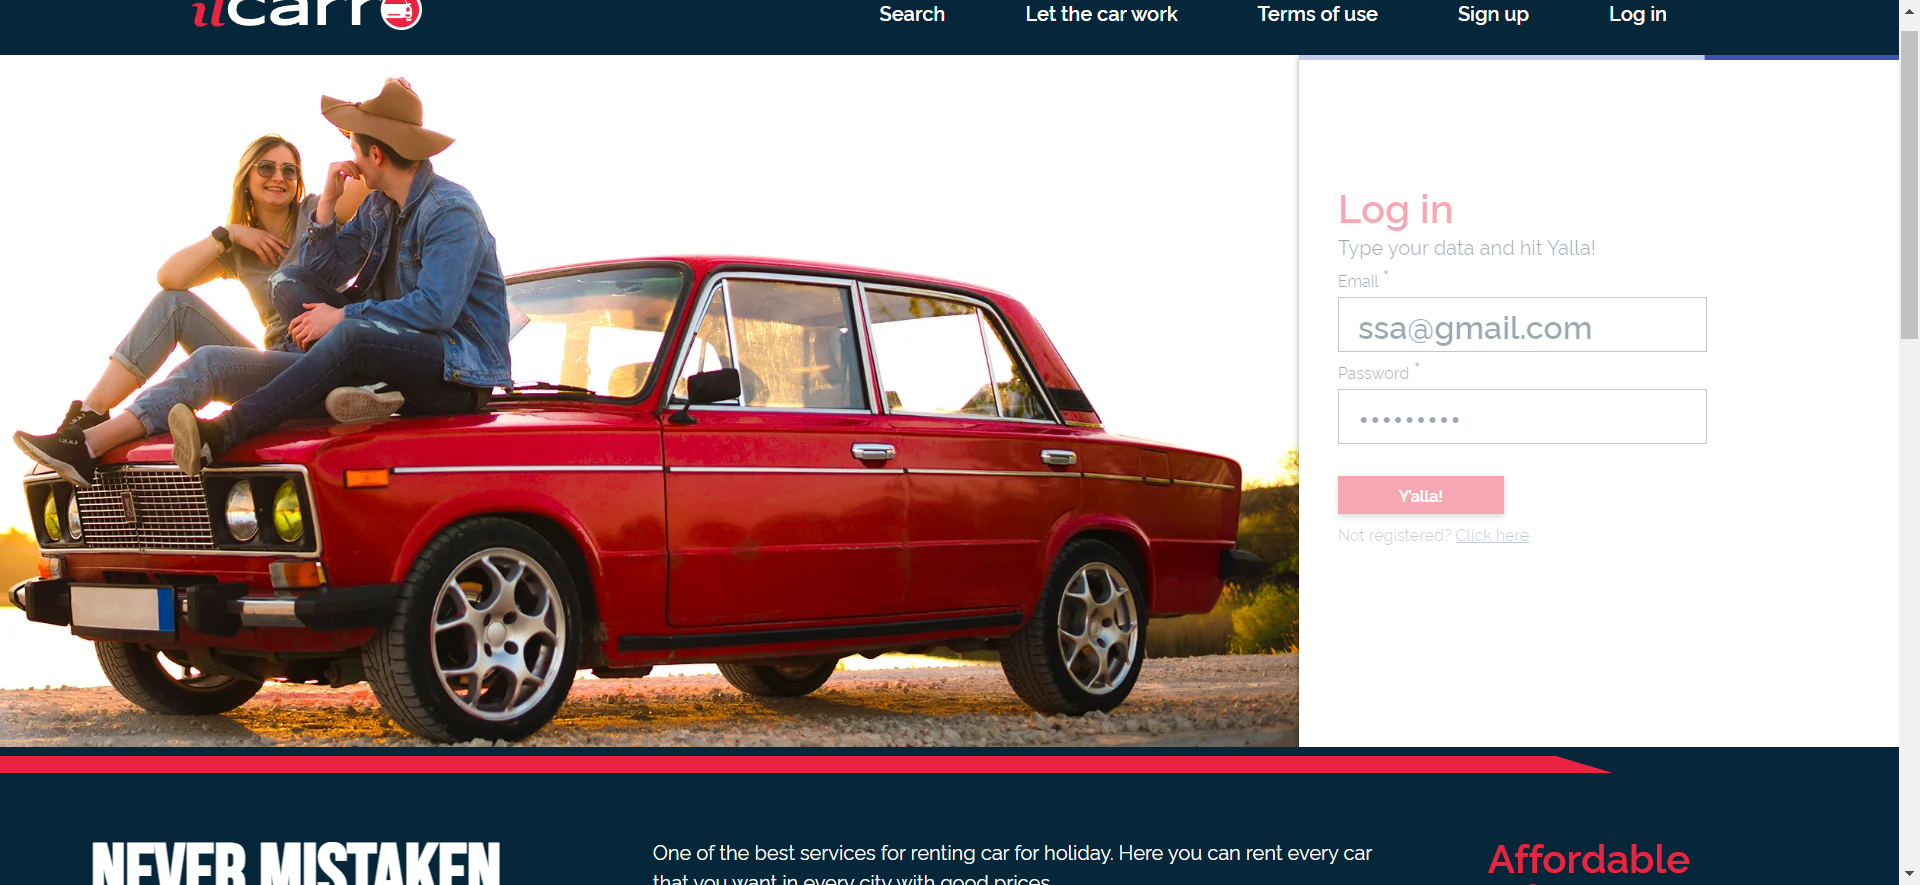 ilcarro
Search
Let the car work
Terms of use
Sign up
Log in
Log in
Type your data and hit Yalla!
Email *
ssa@gmail.com
Password *
•••••••••
Y'alla!
Not registered? Click here
NEVER MISTAKEN
One of the best services for renting car for holiday. Here you can rent every car
that you want in every city with good prices
Affordable